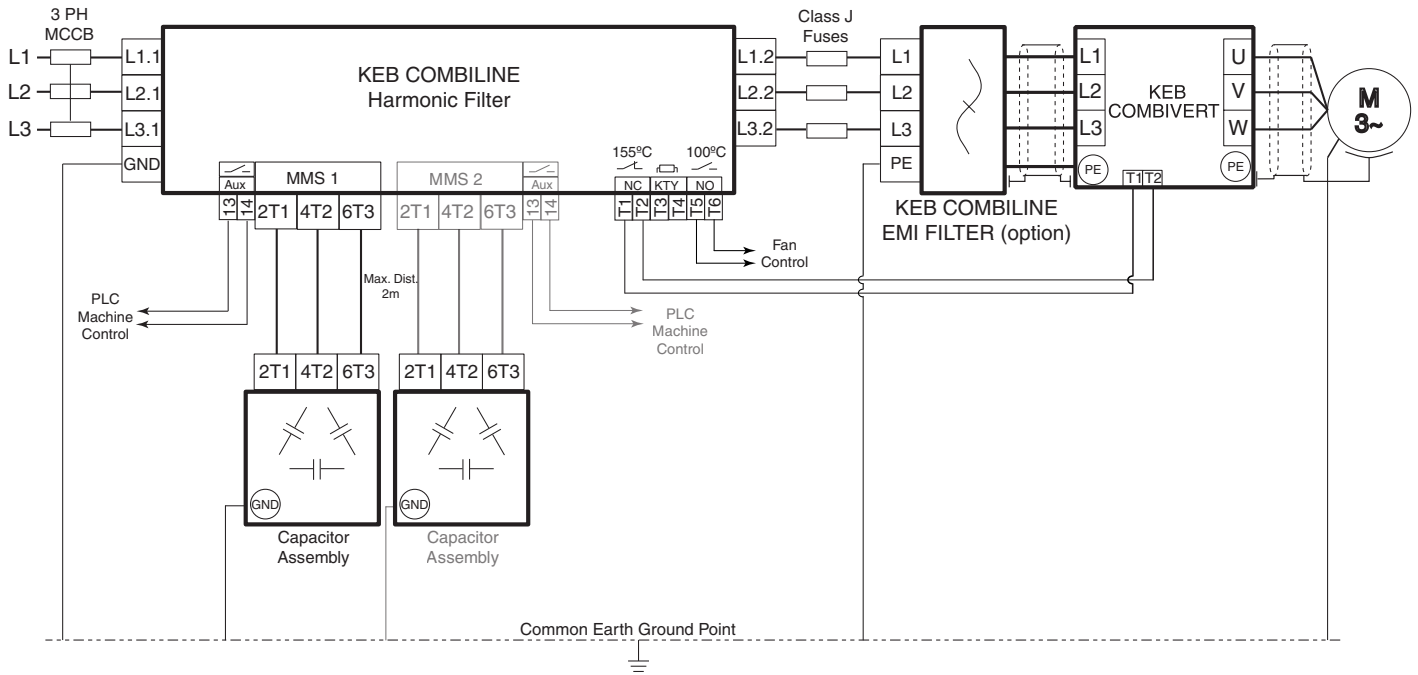 3 PH
MCCB
L1
L2
L3
L1.1
L2.1
L3.1
GND
KEB COMBILINE
Harmonic Filter
L1.2
L2.2
L3.2
Class J
Fuses
L1
L2
L3
PE
KEB COMBILINE
EMI FILTER (option)
L1
L2
L3
PE
KEB
COMBIVERT
U
V
W
PE
T1 T2
M
3~
Aux
13 14
MMS 1
2T1 4T2 6T3
MMS 2
2T1 4T2 6T3
Aux
13 14
155ºC
100ºC
NC KTY NO
T1 T2 T3 T4 T5 T6
Fan
Control
Max. Dist.
2m
PLC
Machine
Control
PLC
Machine
Control
2T1 4T2 6T3
2T1 4T2 6T3
GND
GND
Capacitor
Assembly
Capacitor
Assembly
Common Earth Ground Point